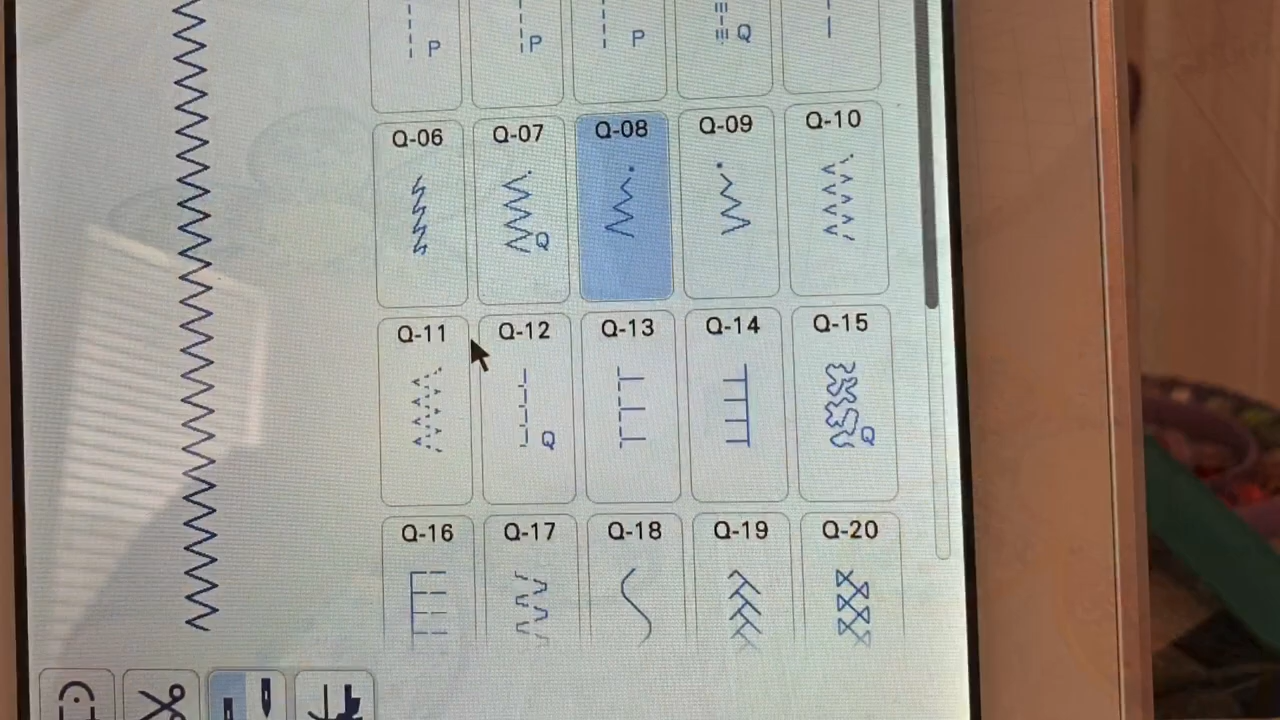 P P P Q
Q-06 Q-07 Q-08 Q-09 Q-10
Q
Q-11 Q-12 Q-13 Q-14 Q-15
Q Q
Q-16 Q-17 Q-18 Q-19 Q-20